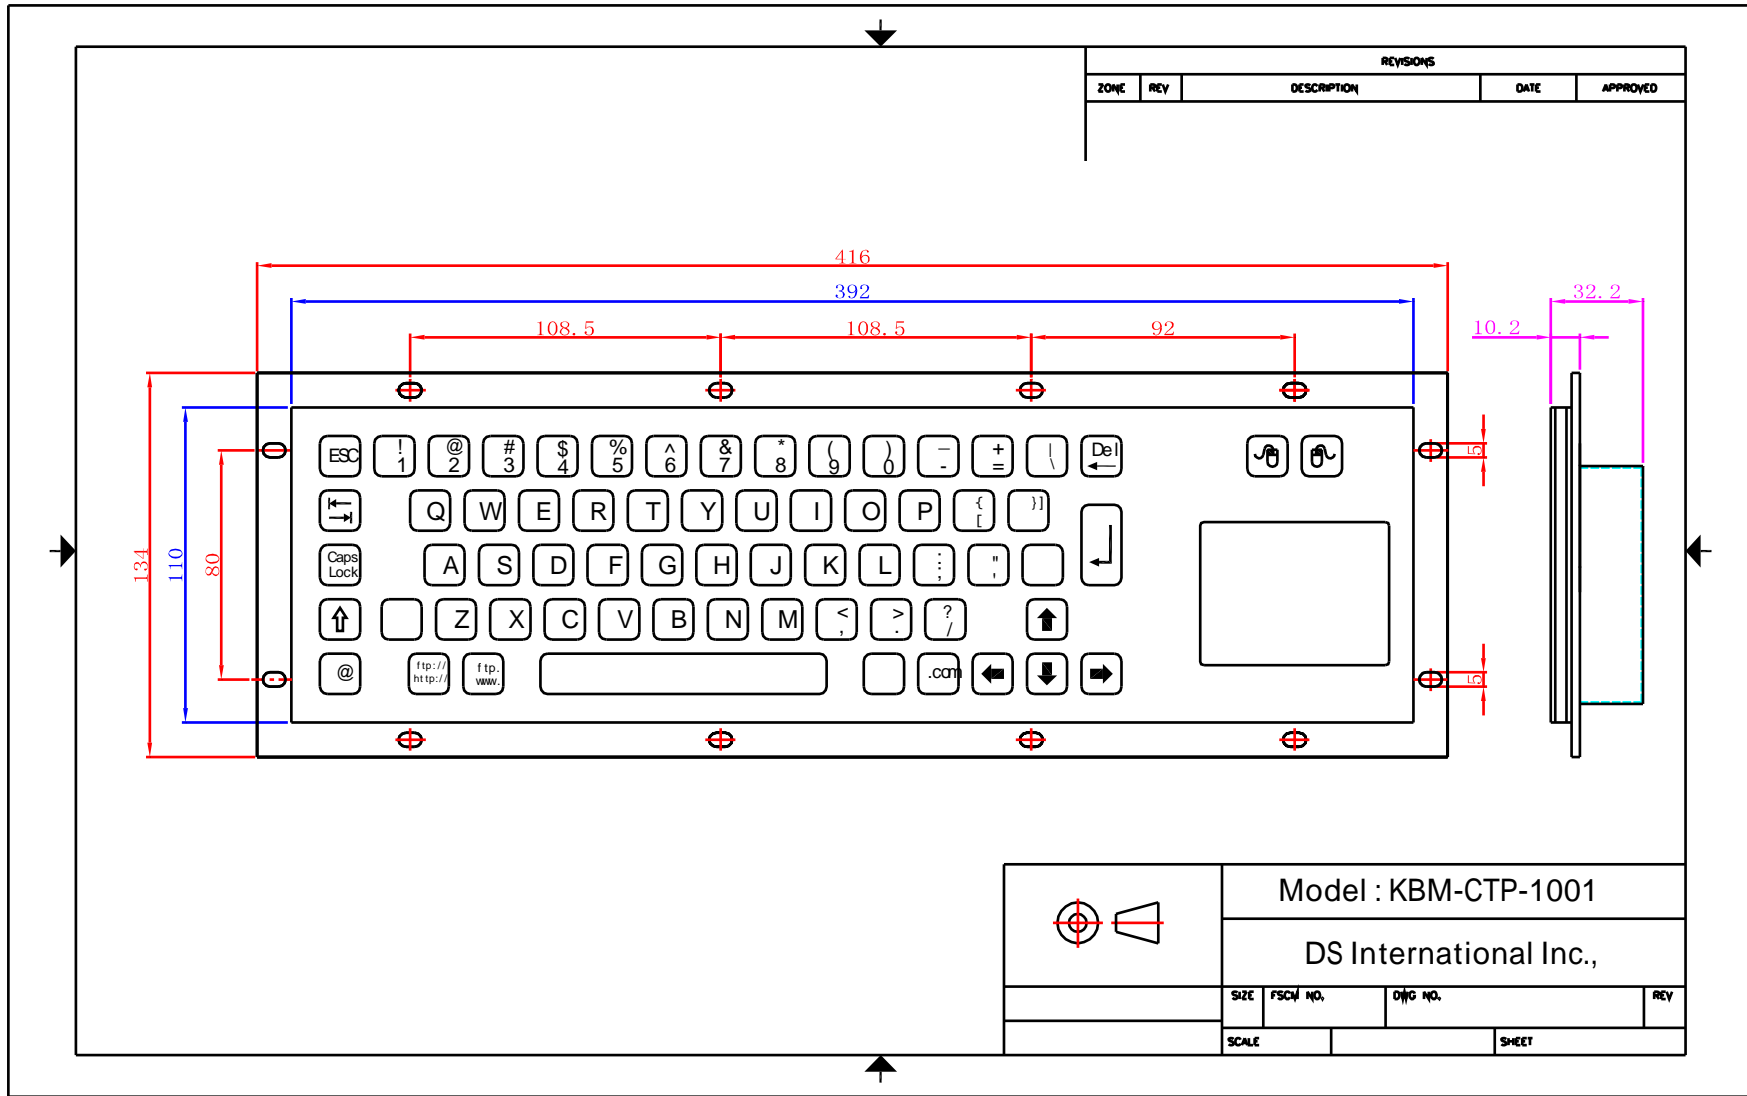 REVISIONS
ZONE REV DESCRIPTION DATE APPROVED
416
392
32.2
108.5 108.5 92
10.2
134
110
80
5
5
ESC ! 1 @ 2 # 3 $ 4 % 5 ^ 6 & 7 * 8 ( 9 ) 0 _ - + = | \ Del
Q W E R T Y U I O P { [ }]
Caps Lock A S D F G H J K L : ; " '
Z X C V B N M < , > . ? /
@ ftp:// http:// ftp. www. .com
Model : KBM-CTP-1001
DS International Inc.,
SIZE FSCM NO. DWG NO. REV
SCALE SHEET